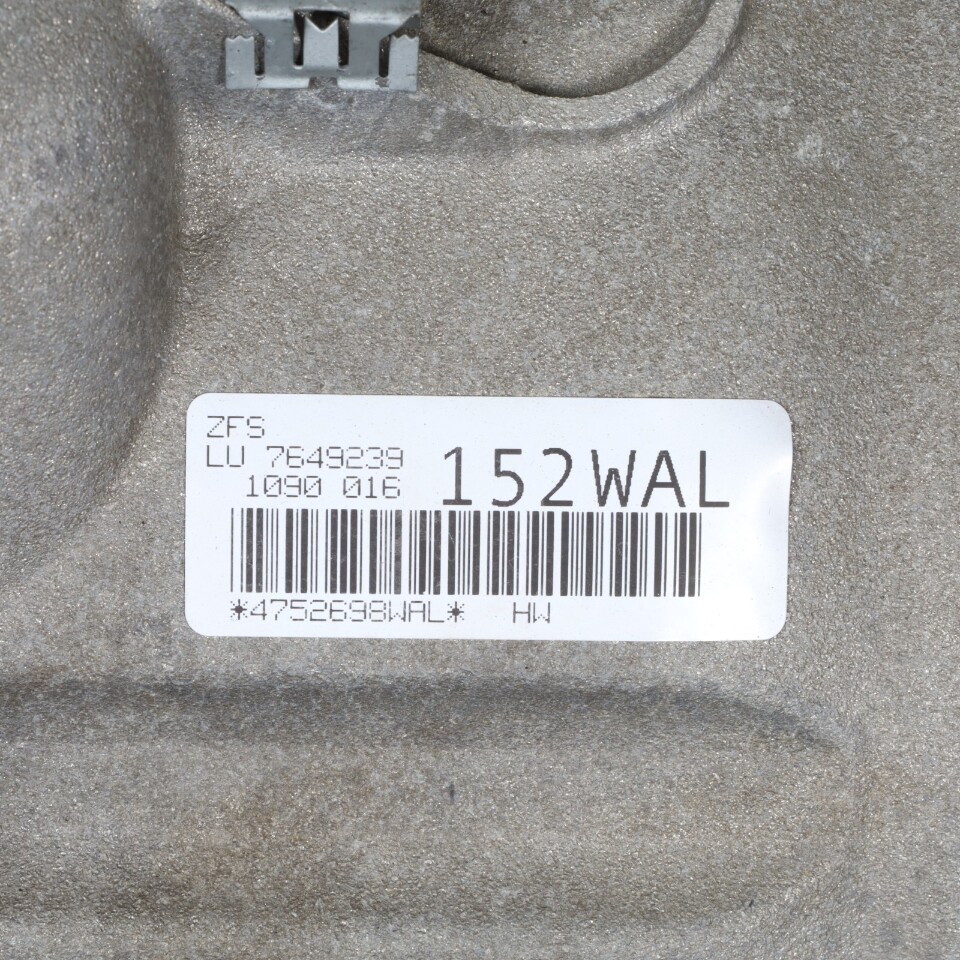 ZFS
LU 7649239
1090 016
152WAL
*4752698WAL* HW